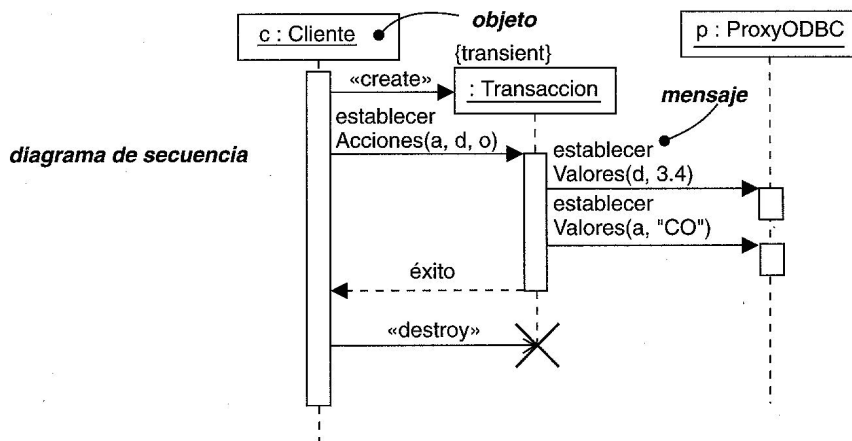 objeto
c : Cliente
p : ProxyODBC
{transient}
«create»
: Transaccion
mensaje
establecer
Acciones(a, d, o)
diagrama de secuencia
establecer
Valores(d, 3.4)
establecer
Valores(a, "CO")
éxito
«destroy»